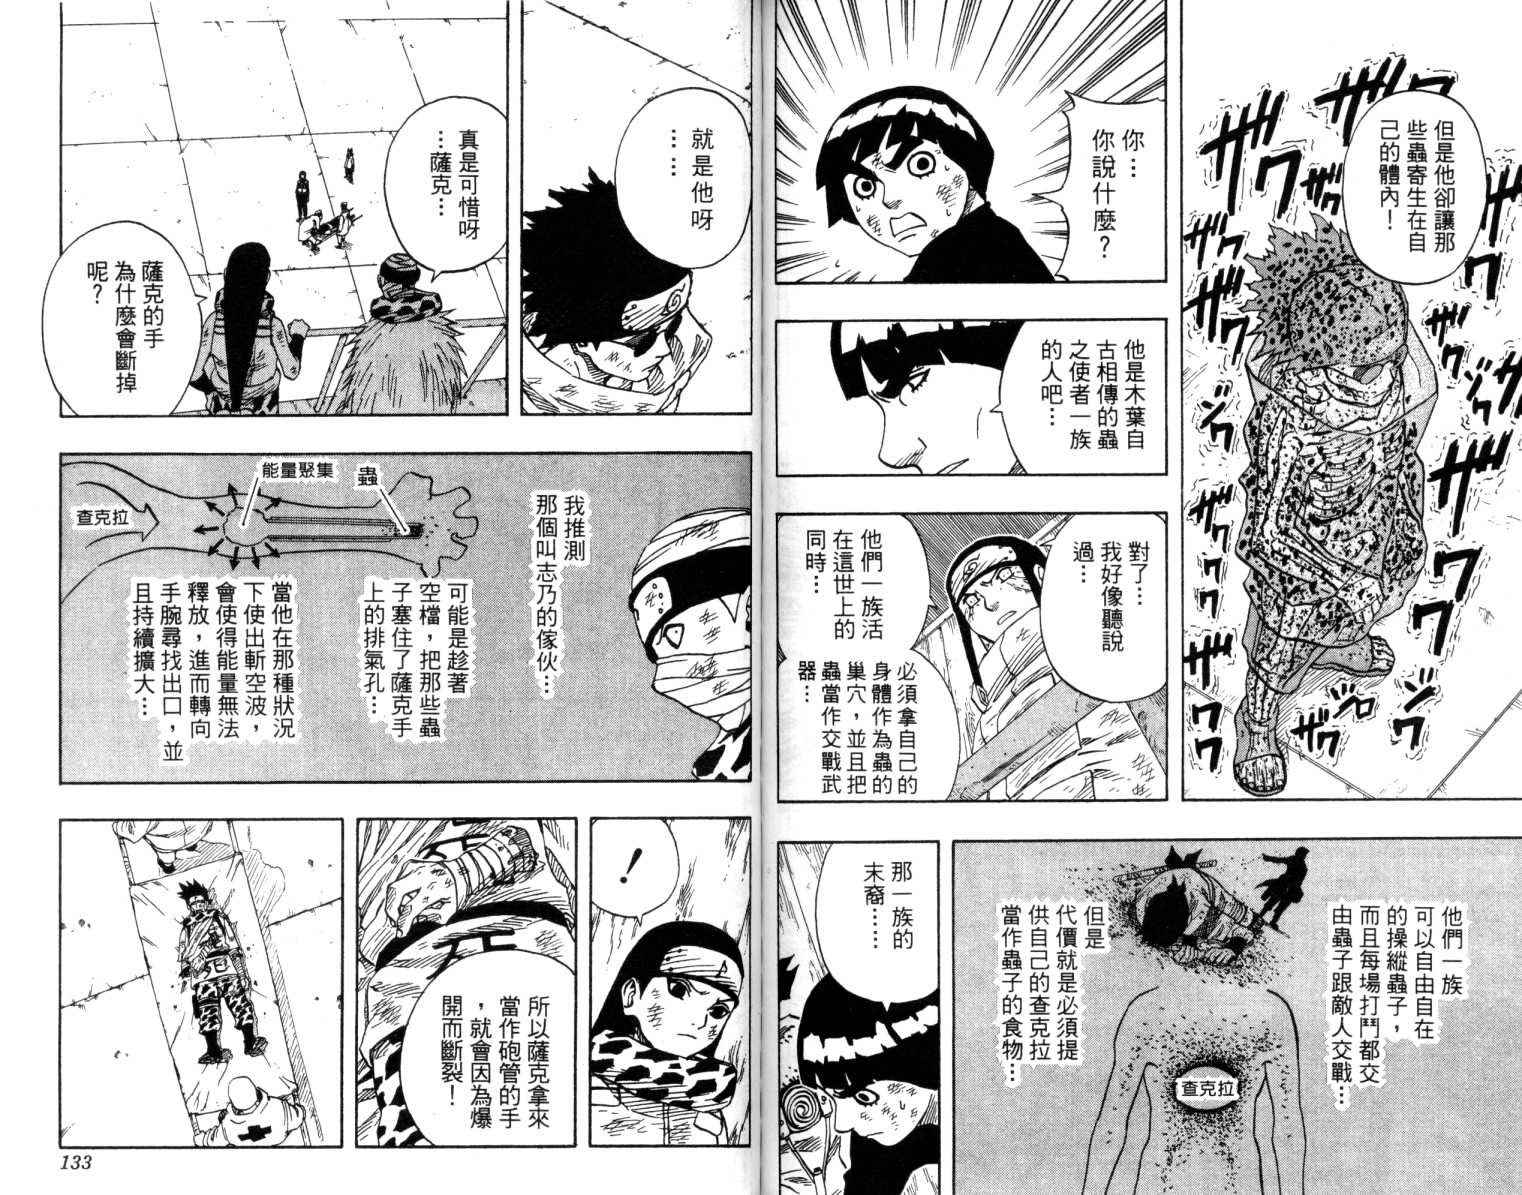 但是他卻讓那
些蟲寄生在自
己的體內！
你…
你說什麼？
他是木葉自
古相傳的蟲
之使者一族
的人吧…
對了…
我好像聽說
過…
他們一族活
在這世上的
同時…
必須拿自己的
身體作為蟲的
巢穴，並且把
蟲當作交戰武
器…
他們一族
可以自由自在
的操縱蟲子，
而且每場打鬥都交
由蟲子跟敵人交戰…
但是
代價就是必須提
供自己的查克拉
當作蟲子的食物…
查克拉
那一族的
末裔……
就是他呀
……
真是可惜呀
…薩克…
薩克的手
為什麼會斷掉
呢？
我推測
那個叫志乃的傢伙…
可能是趁著
空檔，把那些蟲
子塞住了薩克手
上的排氣孔…
當他在那種狀況
下使出斬空波，
會使得能量無法
釋放，進而轉向
手腕尋找出口，並
且持續擴大…
蟲
能量聚集
查克拉
！
所以薩克拿來
當作砲管的手
，就會因為爆
開而斷裂！
133